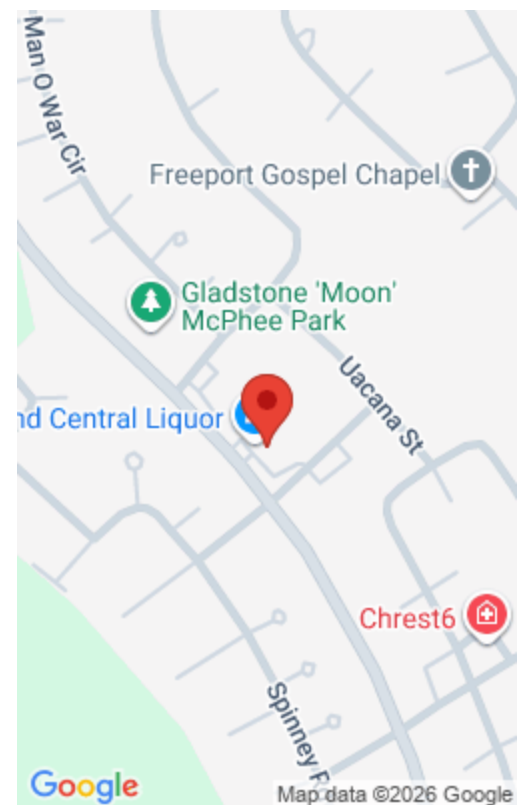 Man O War Cir
Freeport Gospel Chapel
Gladstone 'Moon'
McPhee Park
Uacana St
nd Central Liquor
Chrest6
Spinney R
Google
Map data ©2026 Google